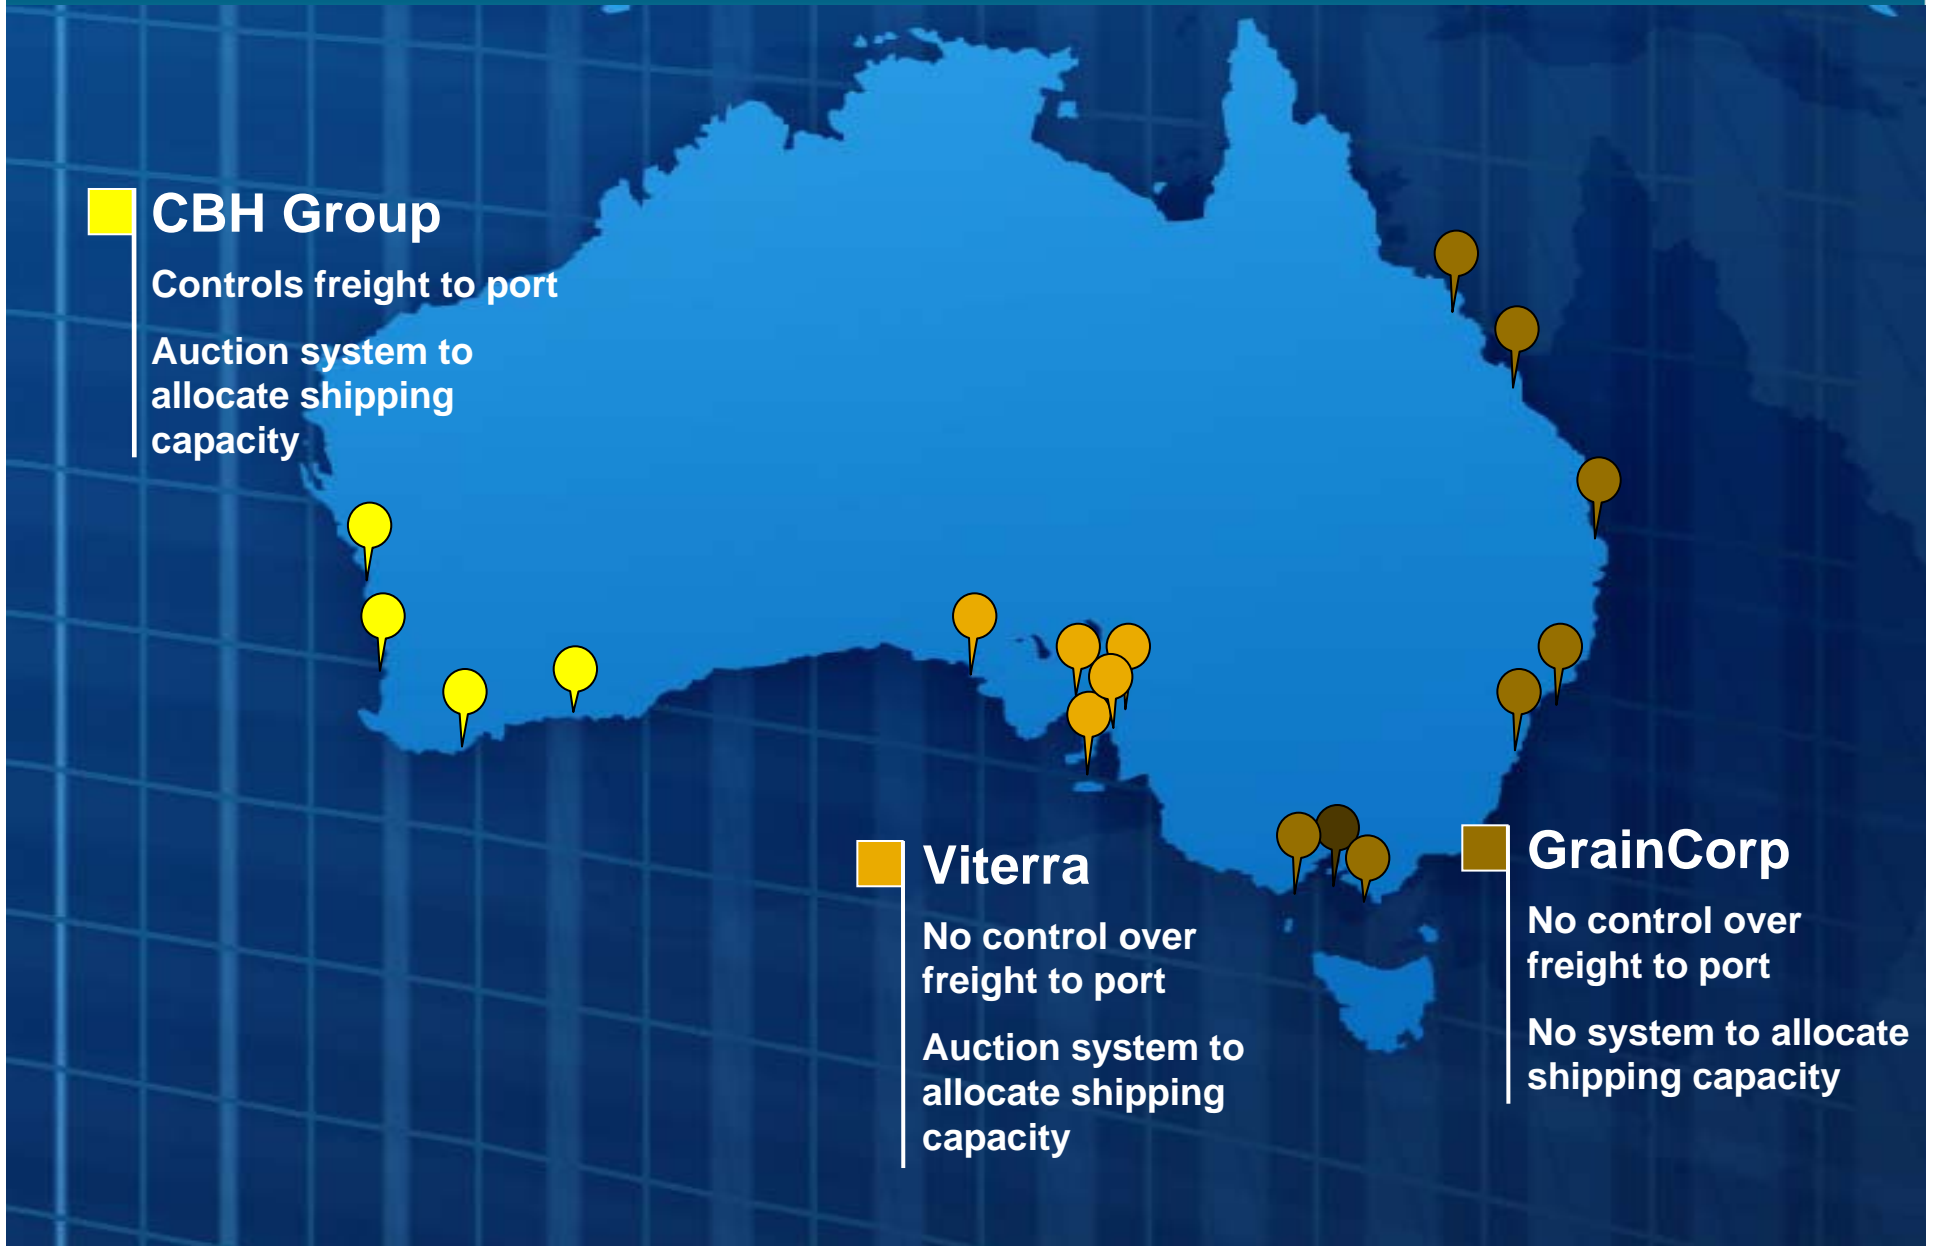 CBH Group
Controls freight to port
Auction system to
allocate shipping
capacity
Viterra
No control over
freight to port
Auction system to
allocate shipping
capacity
GrainCorp
No control over
freight to port
No system to allocate
shipping capacity